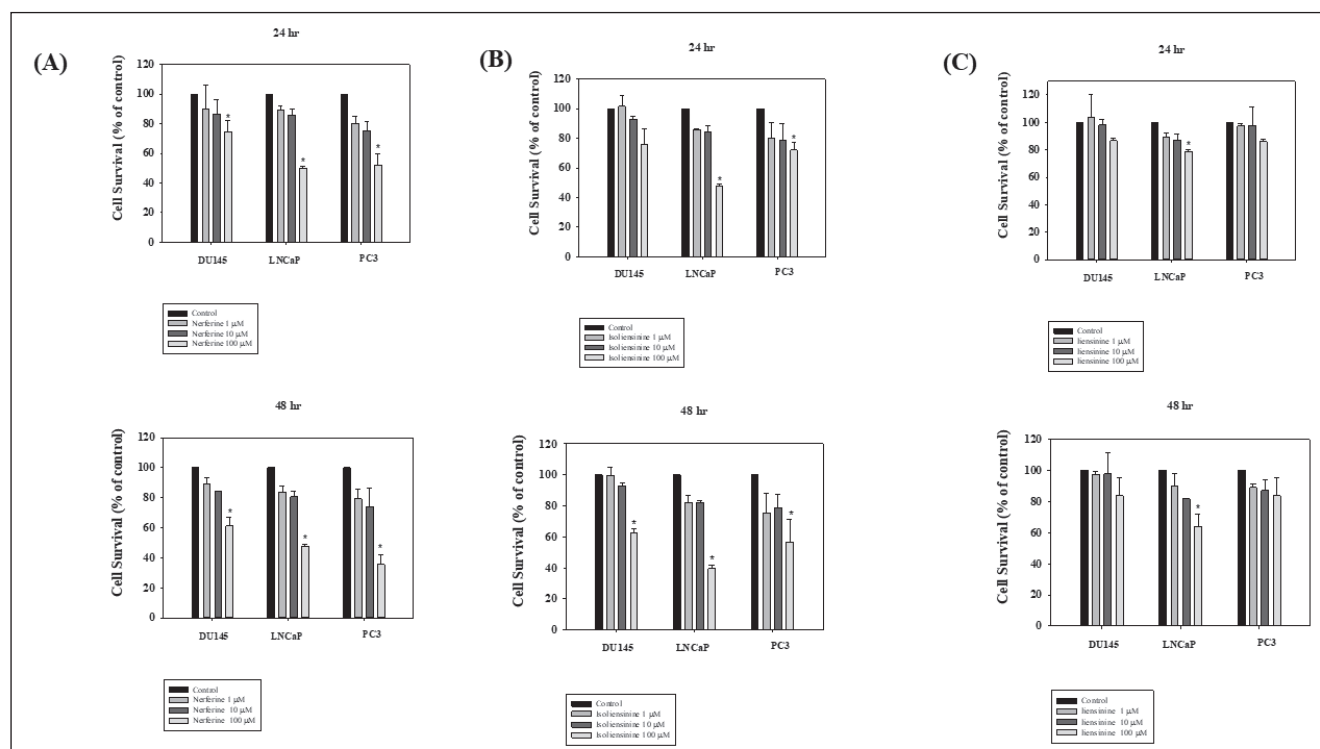 (A)
24 hr
Cell Survival (% of control)
120
100
80
60
40
20
0
*
*
*
DU145 LNCaP PC3
Control
Nerferine 1 μM
Nerferine 10 μM
Nerferine 100 μM
48 hr
Cell Survival (% of control)
120
100
80
60
40
20
0
*
*
*
DU145 LNCaP PC3
Control
Nerferine 1 μM
Nerferine 10 μM
Nerferine 100 μM
(B)
24 hr
Cell Survival (% of control)
120
100
80
60
40
20
0
*
*
DU145 LNCaP PC3
Control
Isoliensinine 1 μM
Isoliensinine 10 μM
Isoliensinine 100 μM
48 hr
Cell Survival (% of control)
120
100
80
60
40
20
0
*
*
*
DU145 LNCaP PC3
Control
Isoliensinine 1 μM
Isoliensinine 10 μM
Isoliensinine 100 μM
(C)
24 hr
Cell Survival (% of control)
120
100
80
60
40
20
0
*
DU145 LNCaP PC3
Control
liensinine 1 μM
liensinine 10 μM
liensinine 100 μM
48 hr
Cell Survival (% of control)
120
100
80
60
40
20
0
*
DU145 LNCaP PC3
Control
liensinine 1 μM
liensinine 10 μM
liensinine 100 μM